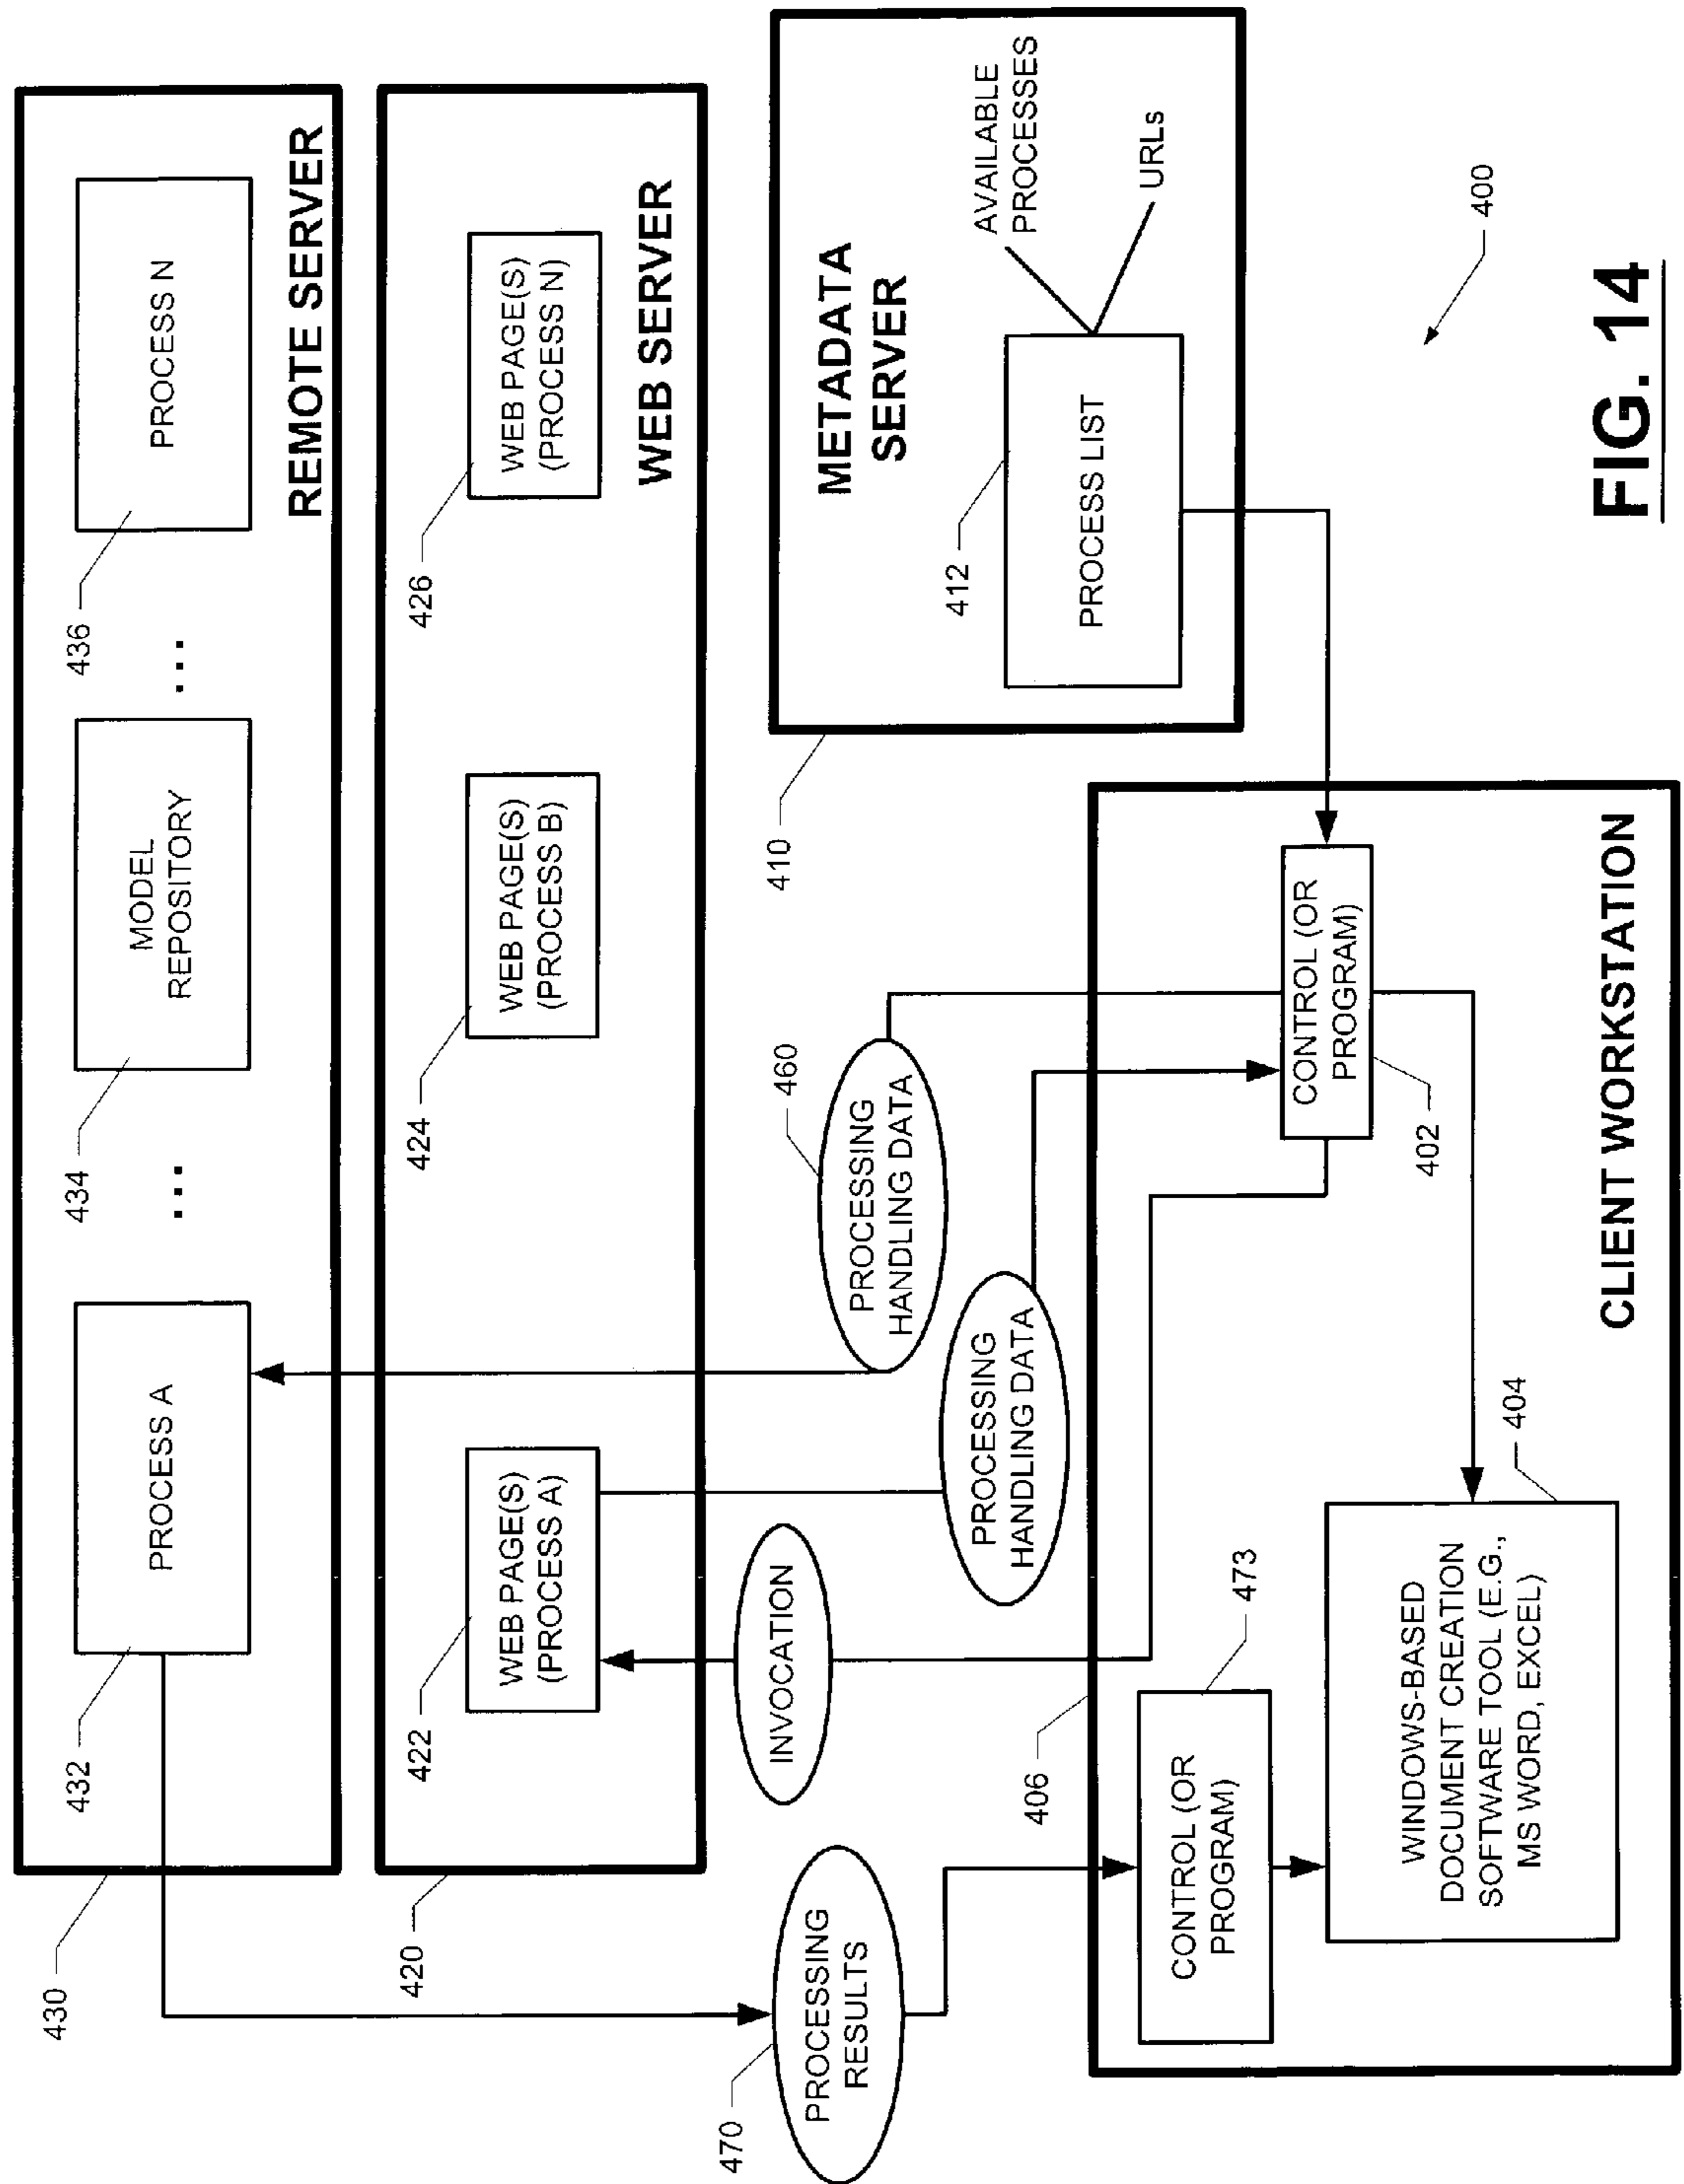 430
432
PROCESS A
...
434
MODEL
REPOSITORY
...
436
PROCESS N
REMOTE SERVER
420
422
WEB PAGE(S)
(PROCESS A)
424
WEB PAGE(S)
(PROCESS B)
426
WEB PAGE(S)
(PROCESS N)
WEB SERVER
470
PROCESSING
RESULTS
INVOCATION
PROCESSING
HANDLING DATA
460
PROCESSING
HANDLING DATA
410
METADATA
SERVER
412
PROCESS LIST
AVAILABLE
PROCESSES
URLs
406
CONTROL (OR
PROGRAM)
473
CONTROL (OR
PROGRAM)
402
WINDOWS-BASED
DOCUMENT CREATION
SOFTWARE TOOL (E.G.,
MS WORD, EXCEL)
404
CLIENT WORKSTATION
400
FIG. 14